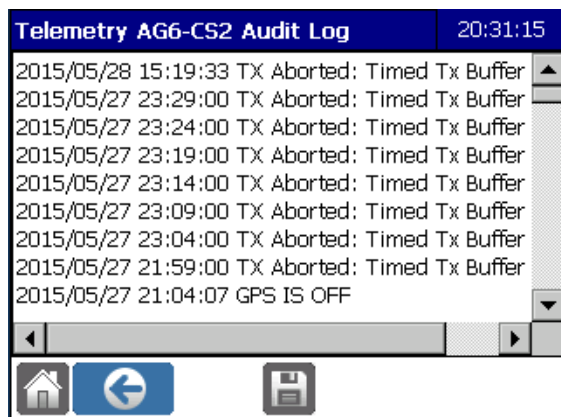 Telemetry AG6-CS2 Audit Log 20:31:15
2015/05/28 15:19:33 TX Aborted: Timed Tx Buffer
2015/05/27 23:29:00 TX Aborted: Timed Tx Buffer
2015/05/27 23:24:00 TX Aborted: Timed Tx Buffer
2015/05/27 23:19:00 TX Aborted: Timed Tx Buffer
2015/05/27 23:14:00 TX Aborted: Timed Tx Buffer
2015/05/27 23:09:00 TX Aborted: Timed Tx Buffer
2015/05/27 23:04:00 TX Aborted: Timed Tx Buffer
2015/05/27 21:59:00 TX Aborted: Timed Tx Buffer
2015/05/27 21:04:07 GPS IS OFF